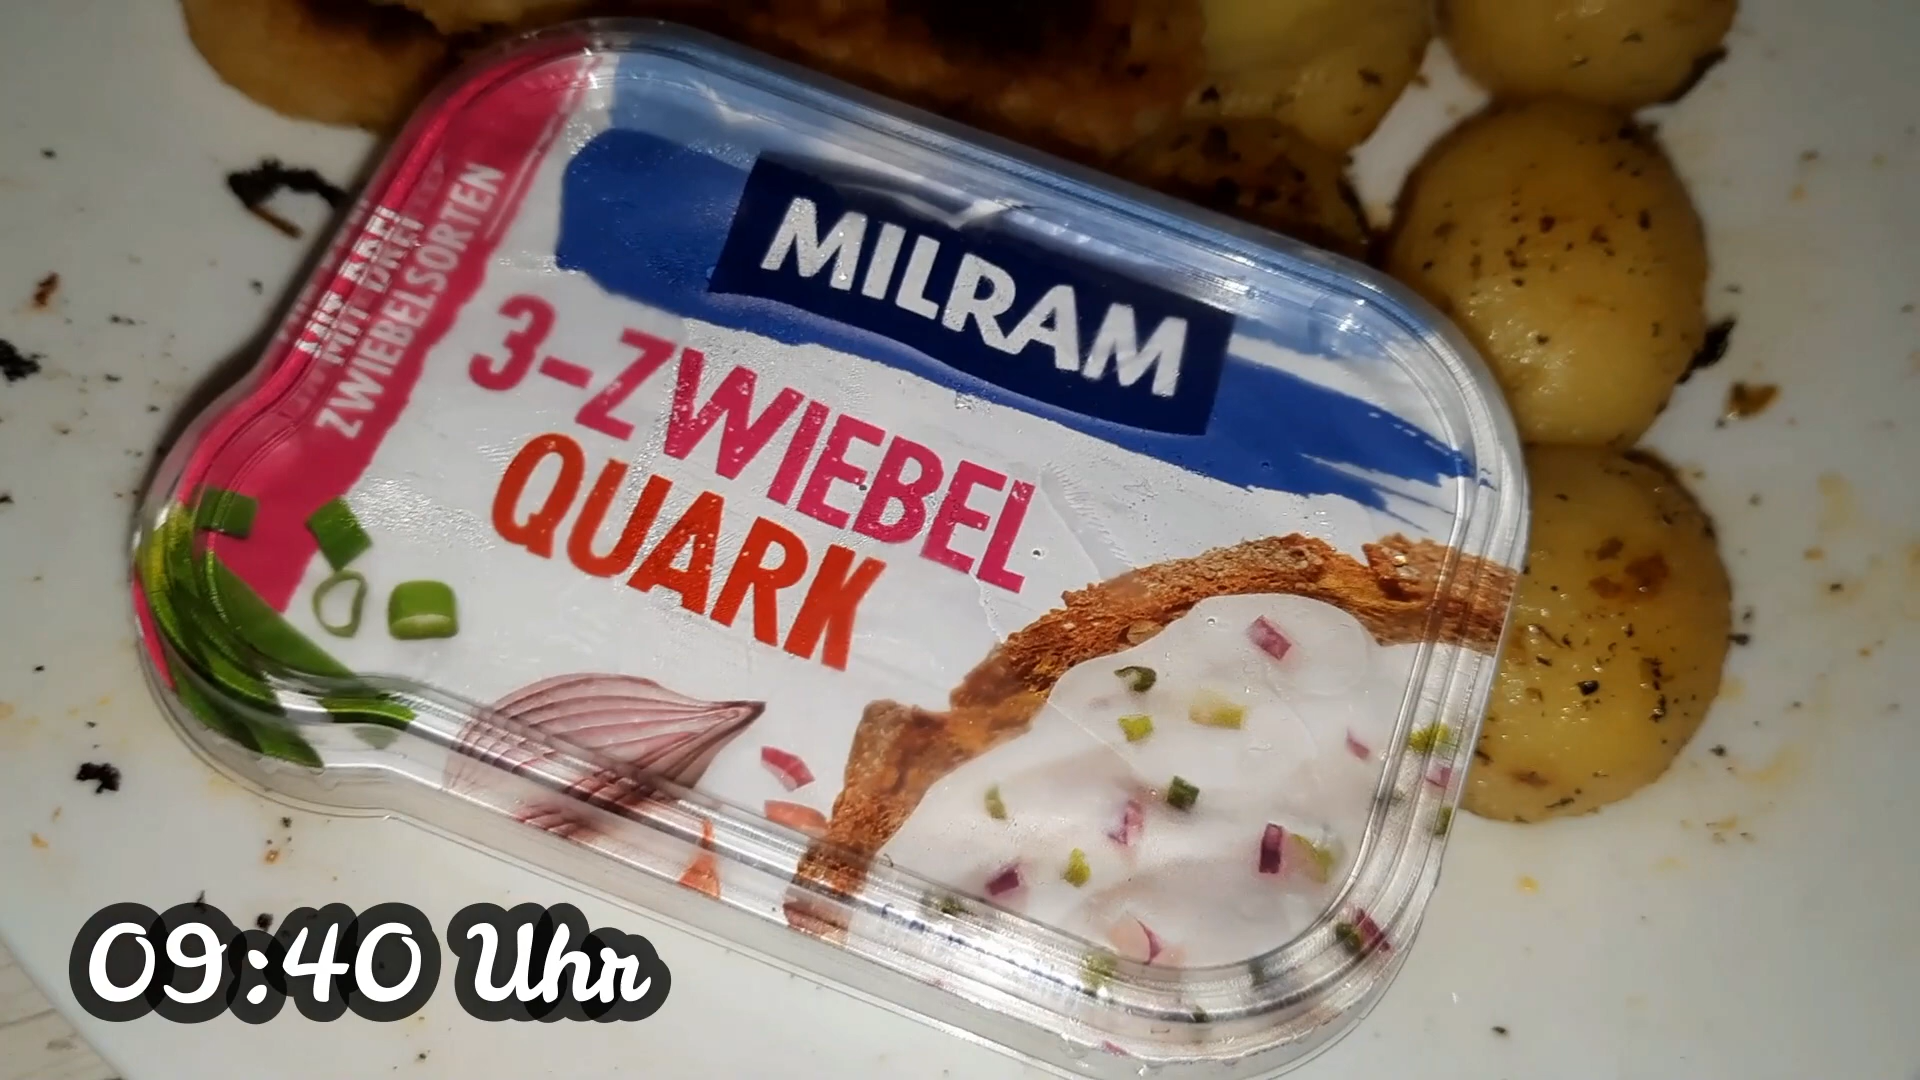 MILRAM
3-ZWIEBEL
QUARK
MIT DREI
ZWIEBELSORTEN
09:40 Uhr